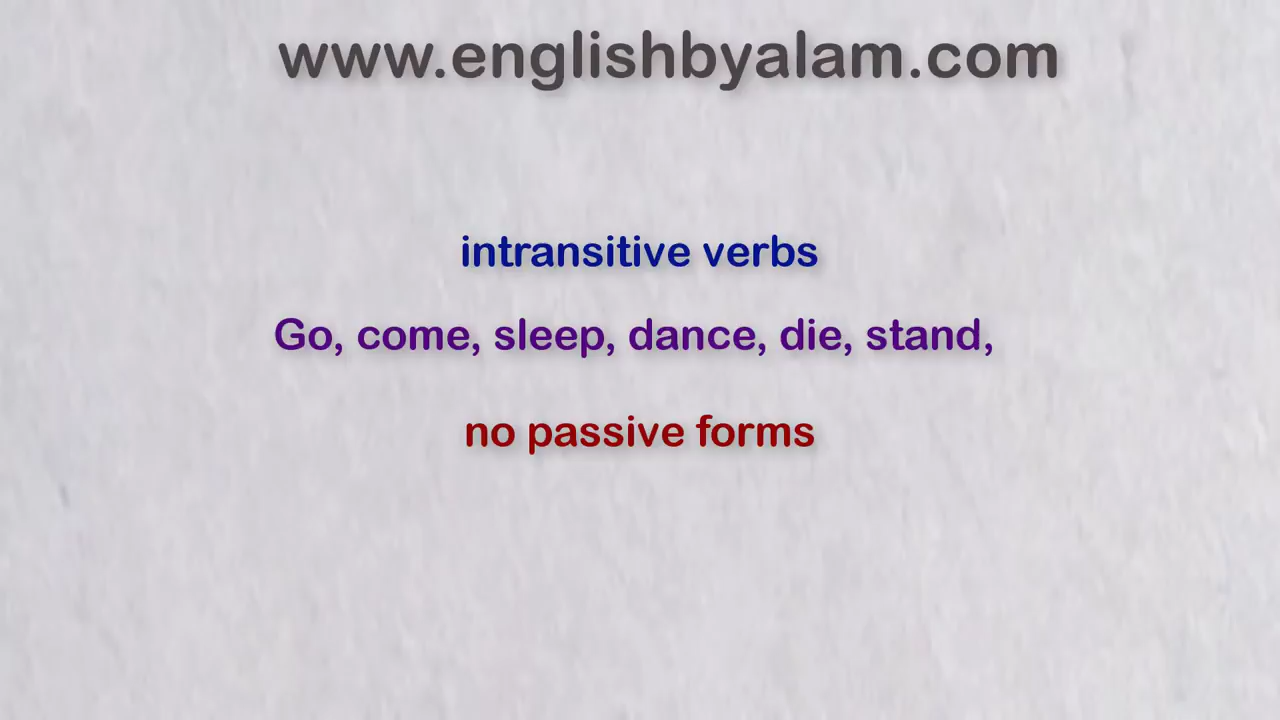 www.englishbyalam.com
intransitive verbs
Go, come, sleep, dance, die, stand,
no passive forms